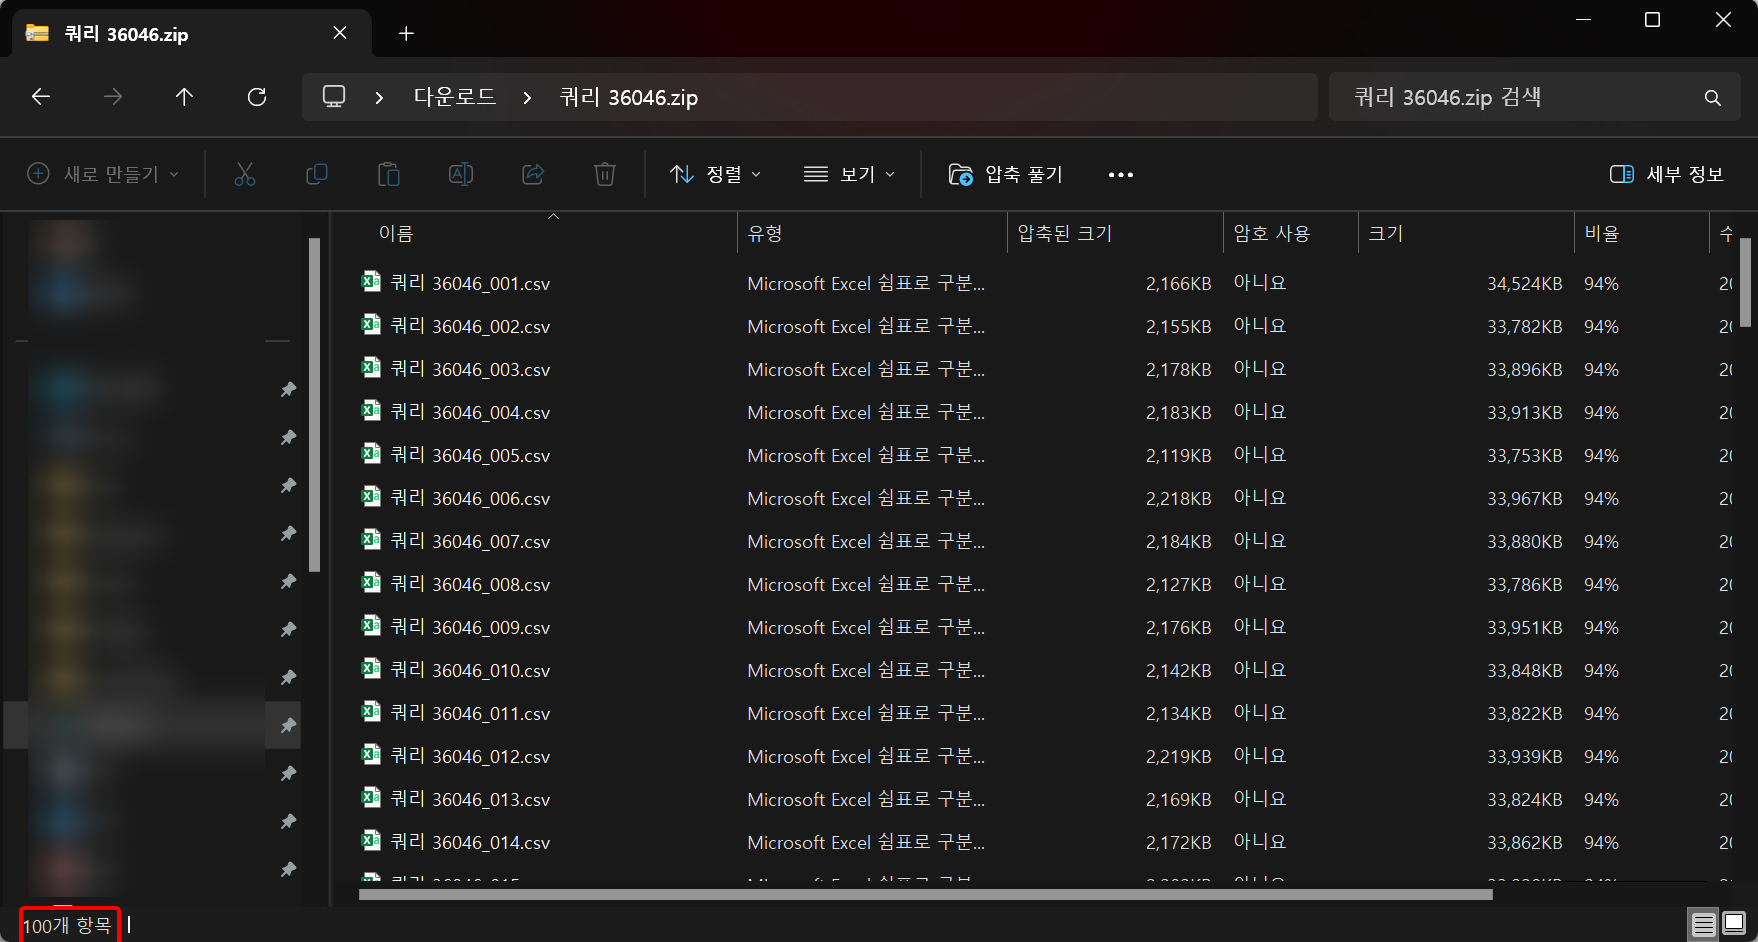 쿼리 36046.zip
다운로드 쿼리 36046.zip 쿼리 36046.zip 검색
새로 만들기 정렬 보기 압축 풀기 세부 정보
이름 유형 압축된 크기 암호 사용 크기 비율 수
쿼리 36046_001.csv Microsoft Excel 쉼표로 구분... 2,166KB 아니요 34,524KB 94% 20
쿼리 36046_002.csv Microsoft Excel 쉼표로 구분... 2,155KB 아니요 33,782KB 94% 20
쿼리 36046_003.csv Microsoft Excel 쉼표로 구분... 2,178KB 아니요 33,896KB 94% 20
쿼리 36046_004.csv Microsoft Excel 쉼표로 구분... 2,183KB 아니요 33,913KB 94% 20
쿼리 36046_005.csv Microsoft Excel 쉼표로 구분... 2,119KB 아니요 33,753KB 94% 20
쿼리 36046_006.csv Microsoft Excel 쉼표로 구분... 2,218KB 아니요 33,967KB 94% 20
쿼리 36046_007.csv Microsoft Excel 쉼표로 구분... 2,184KB 아니요 33,880KB 94% 20
쿼리 36046_008.csv Microsoft Excel 쉼표로 구분... 2,127KB 아니요 33,786KB 94% 20
쿼리 36046_009.csv Microsoft Excel 쉼표로 구분... 2,176KB 아니요 33,951KB 94% 20
쿼리 36046_010.csv Microsoft Excel 쉼표로 구분... 2,142KB 아니요 33,848KB 94% 20
쿼리 36046_011.csv Microsoft Excel 쉼표로 구분... 2,134KB 아니요 33,822KB 94% 20
쿼리 36046_012.csv Microsoft Excel 쉼표로 구분... 2,219KB 아니요 33,939KB 94% 20
쿼리 36046_013.csv Microsoft Excel 쉼표로 구분... 2,169KB 아니요 33,824KB 94% 20
쿼리 36046_014.csv Microsoft Excel 쉼표로 구분... 2,172KB 아니요 33,862KB 94% 20
100개 항목